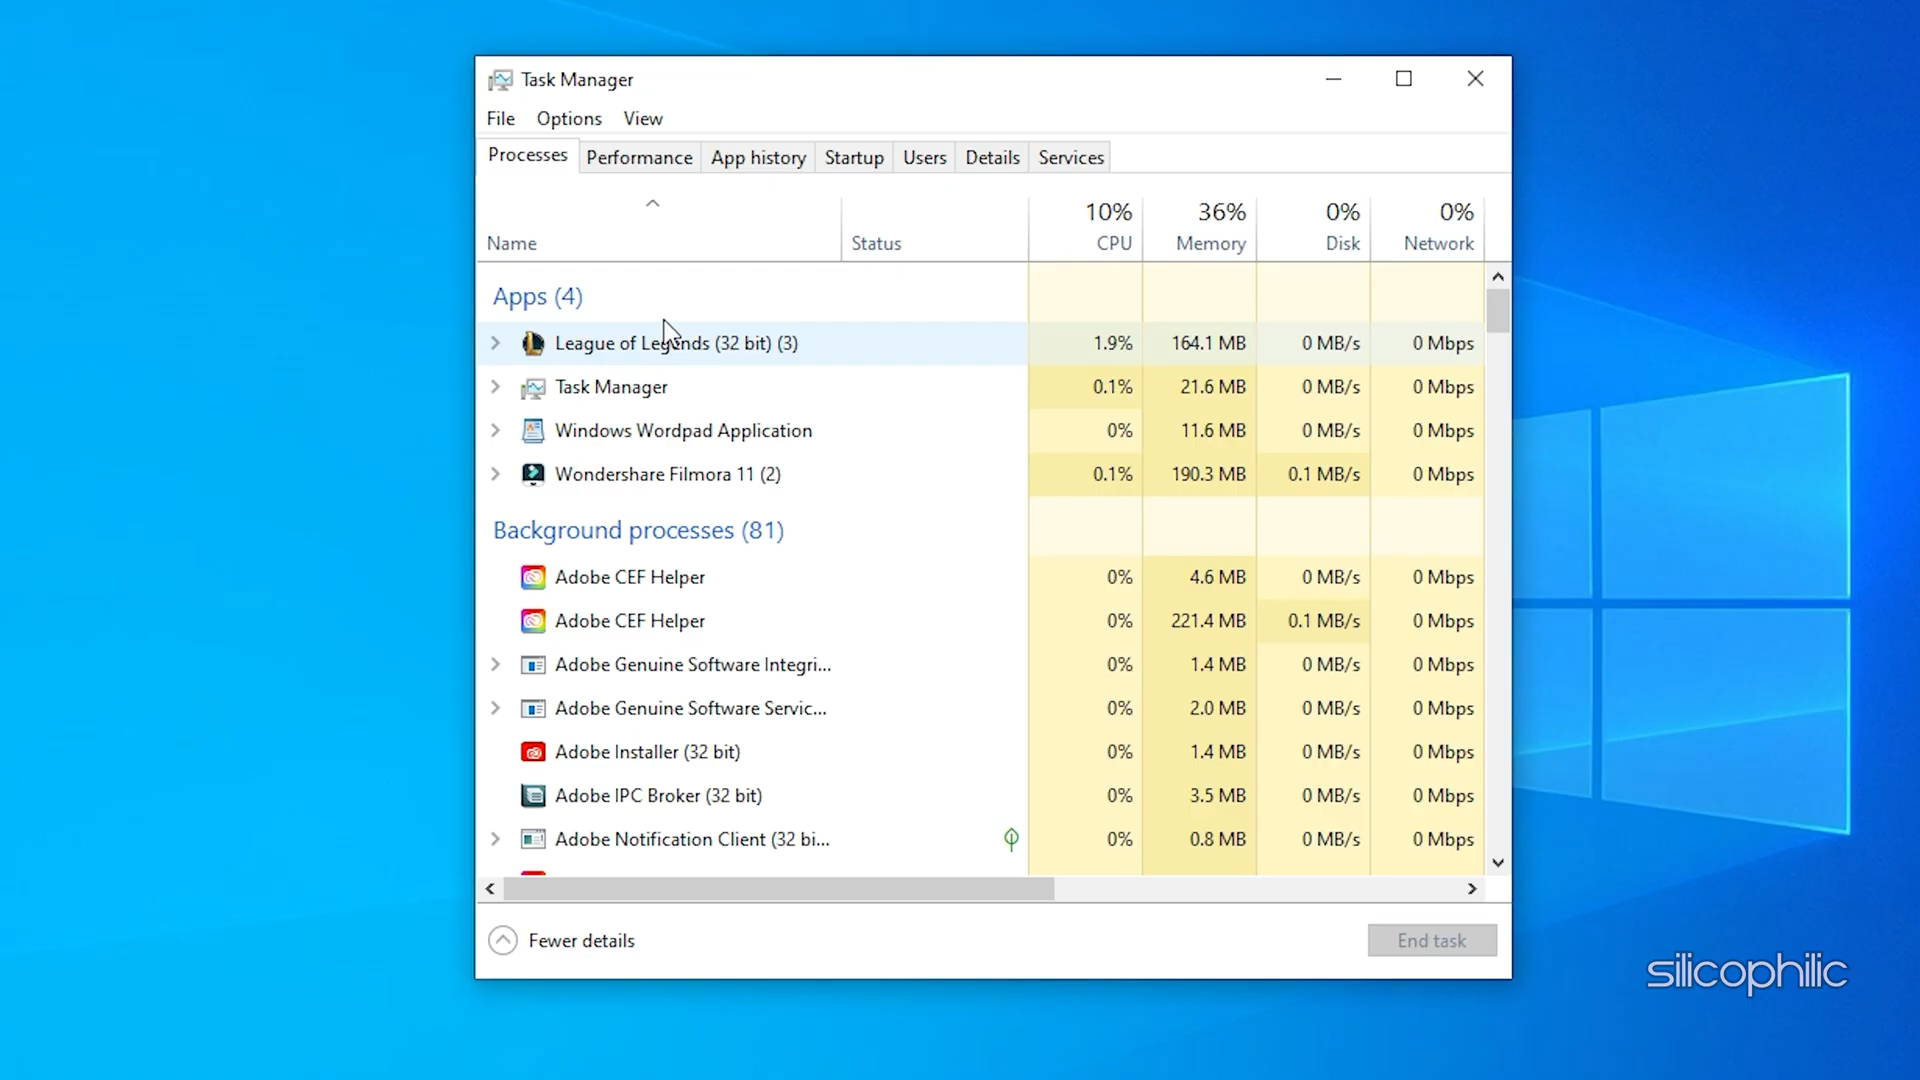 Task Manager
File Options View
Processes Performance App history Startup Users Details Services
10% 36% 0% 0%
Name Status CPU Memory Disk Network
Apps (4)
League of Legends (32 bit) (3) 1.9% 164.1 MB 0 MB/s 0 Mbps
Task Manager 0.1% 21.6 MB 0 MB/s 0 Mbps
Windows Wordpad Application 0% 11.6 MB 0 MB/s 0 Mbps
Wondershare Filmora 11 (2) 0.1% 190.3 MB 0.1 MB/s 0 Mbps
Background processes (81)
Adobe CEF Helper 0% 4.6 MB 0 MB/s 0 Mbps
Adobe CEF Helper 0% 221.4 MB 0.1 MB/s 0 Mbps
Adobe Genuine Software Integri... 0% 1.4 MB 0 MB/s 0 Mbps
Adobe Genuine Software Servic... 0% 2.0 MB 0 MB/s 0 Mbps
Adobe Installer (32 bit) 0% 1.4 MB 0 MB/s 0 Mbps
Adobe IPC Broker (32 bit) 0% 3.5 MB 0 MB/s 0 Mbps
Adobe Notification Client (32 bi... 0% 0.8 MB 0 MB/s 0 Mbps
Fewer details End task
silicophilic